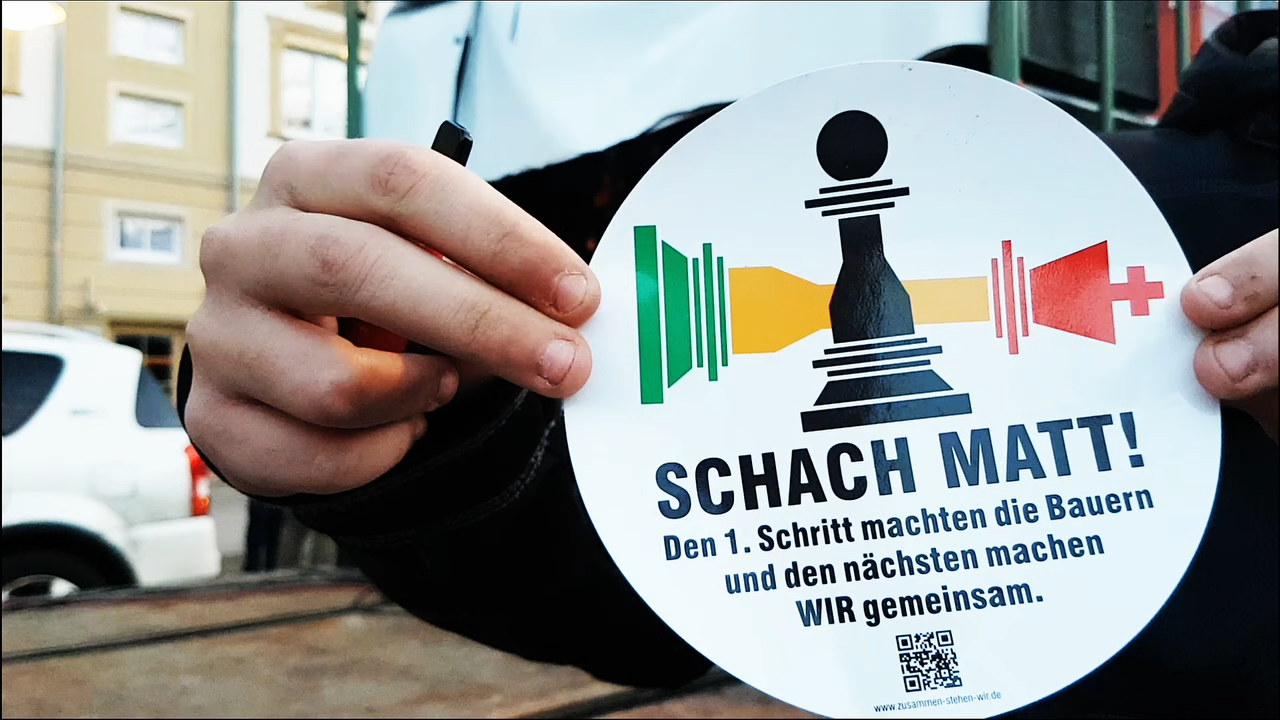 SCHACH MATT!
Den 1. Schritt machten die Bauern
und den nächsten machen
WIR gemeinsam.
www.zusammen-stehen-wir.de